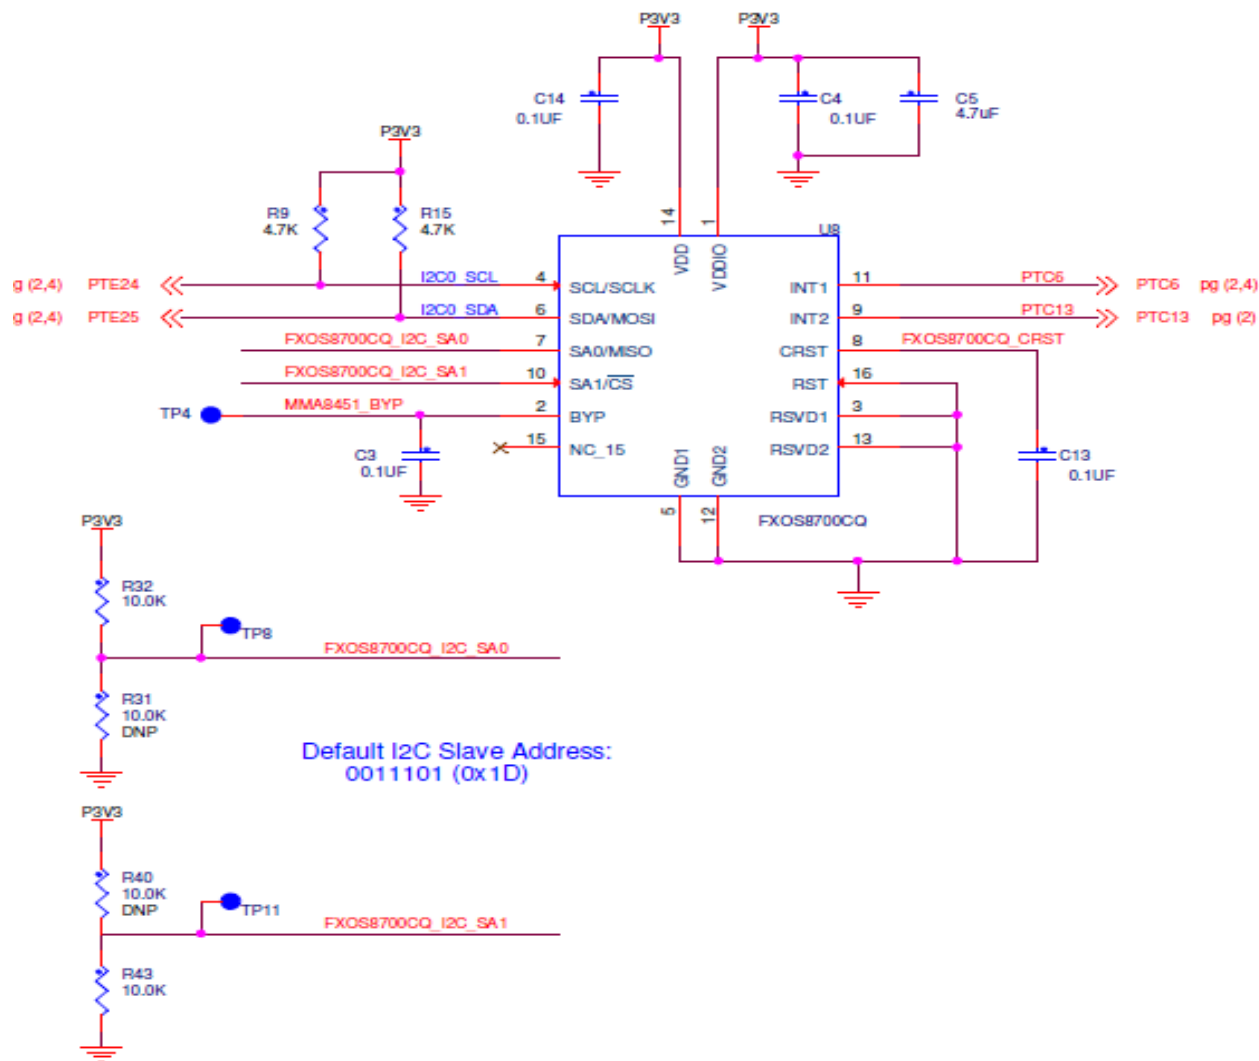 P3V3
P3V3
C14
0.1UF
C4
0.1UF
C5
4.7uF
P3V3
R9
4.7K
R15
4.7K
14
1
U8
VDD
VDDIO
g (2,4) PTE24
I2C0_SCL
4
SCL/SCLK
INT1
11
PTC6
PTC6 pg (2,4)
g (2,4) PTE25
I2C0_SDA
6
SDA/MOSI
INT2
9
PTC13
PTC13 pg (2)
FXOS8700CQ_I2C_SA0
7
SA0/MISO
CRST
8
FXOS8700CQ_CRST
FXOS8700CQ_I2C_SA1
10
SA1/CS
RST
16
TP4
MMA8451_BYP
2
BYP
RSVD1
3
15
NC_15
RSVD2
13
C3
0.1UF
C13
0.1UF
GND1
GND2
5
12
FXOS8700CQ
P3V3
R32
10.0K
TP8
FXOS8700CQ_I2C_SA0
R31
10.0K
DNP
Default I2C Slave Address:
0011101 (0x1D)
P3V3
R40
10.0K
DNP
TP11
FXOS8700CQ_I2C_SA1
R43
10.0K